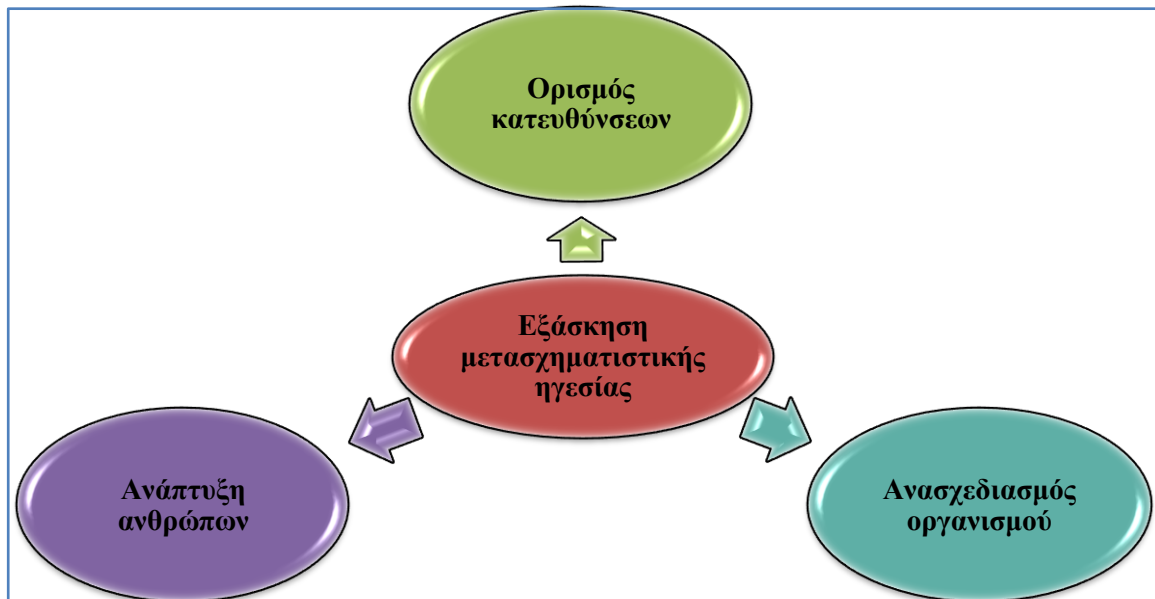 Ορισμός
κατευθύνσεων
Εξάσκηση
μετασχηματιστικής
ηγεσίας
Ανάπτυξη
ανθρώπων
Ανασχεδιασμός
οργανισμού